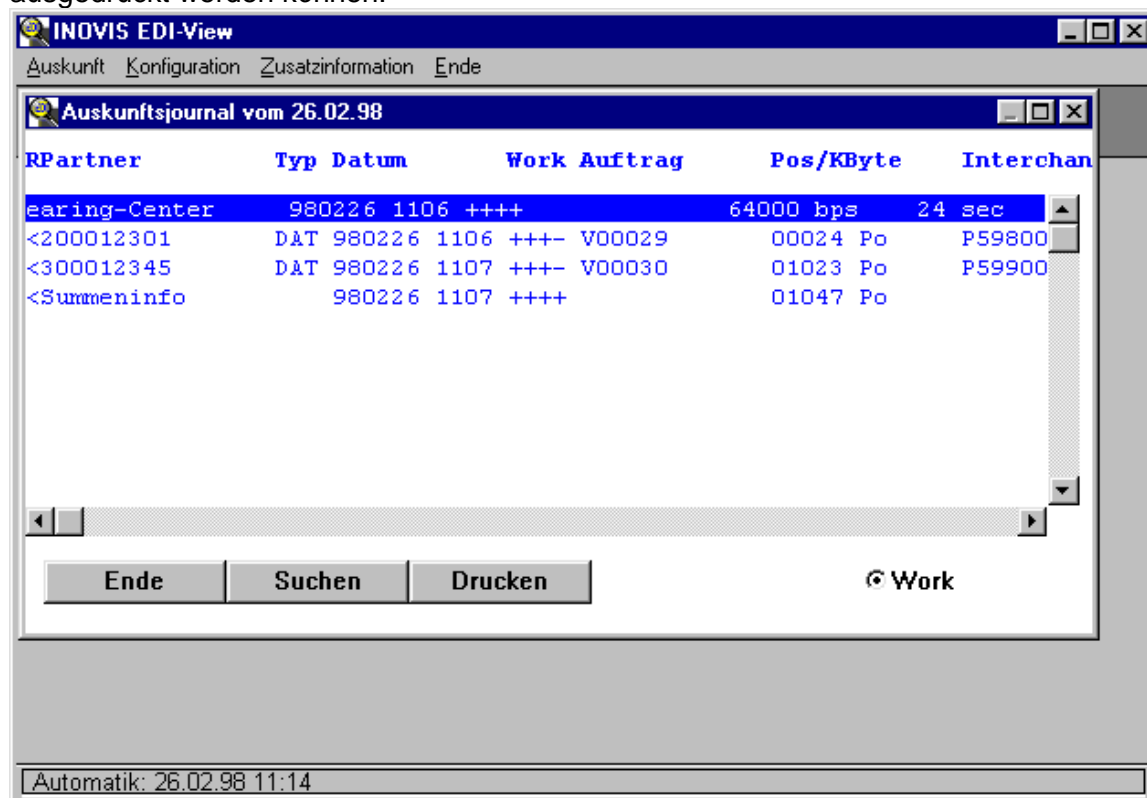 ausgedruckt werden können.
INOVIS EDI-View
Auskunft Konfiguration Zusatzinformation Ende
Auskunftsjournal vom 26.02.98
RPartner Typ Datum Work Auftrag Pos/KByte Interchan
earing-Center 980226 1106 ++++ 64000 bps 24 sec
<200012301 DAT 980226 1106 +++- V00029 00024 Po P59800
<300012345 DAT 980226 1107 +++- V00030 01023 Po P59900
<Summeninfo 980226 1107 ++++ 01047 Po
Ende Suchen Drucken Work
Automatik: 26.02.98 11:14